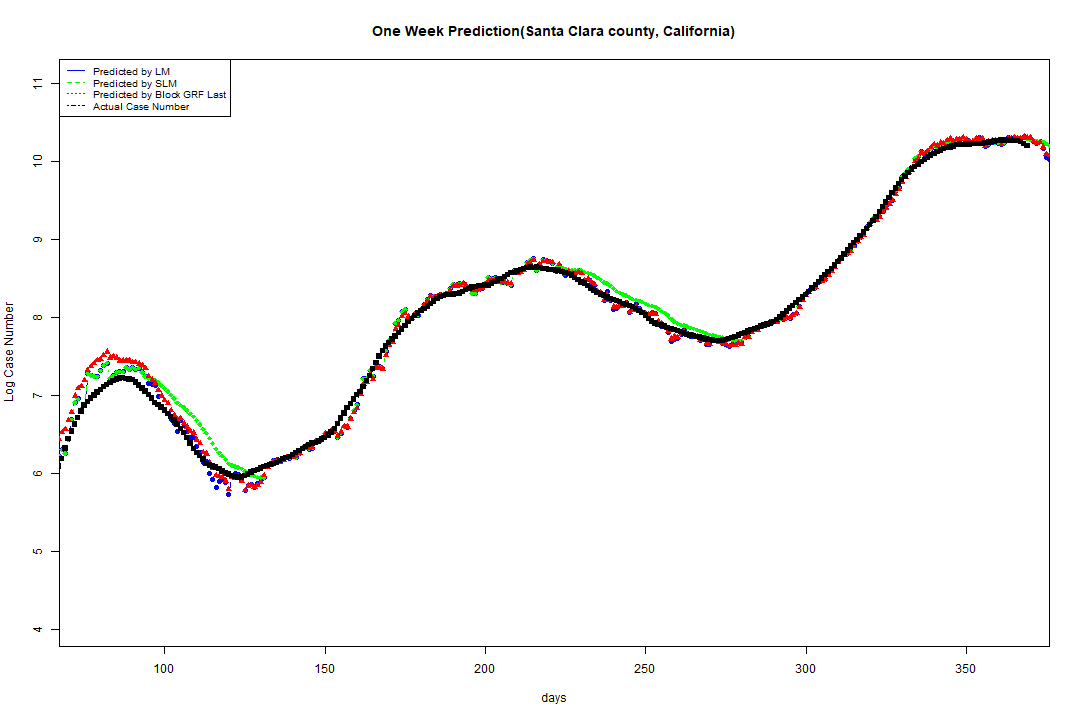 One Week Prediction(Santa Clara county, California)
Predicted by LM
Predicted by SLM
Predicted by Block GRF Last
Actual Case Number
Log Case Number
11
10
9
8
7
6
5
4
100 150 200 250 300 350
days